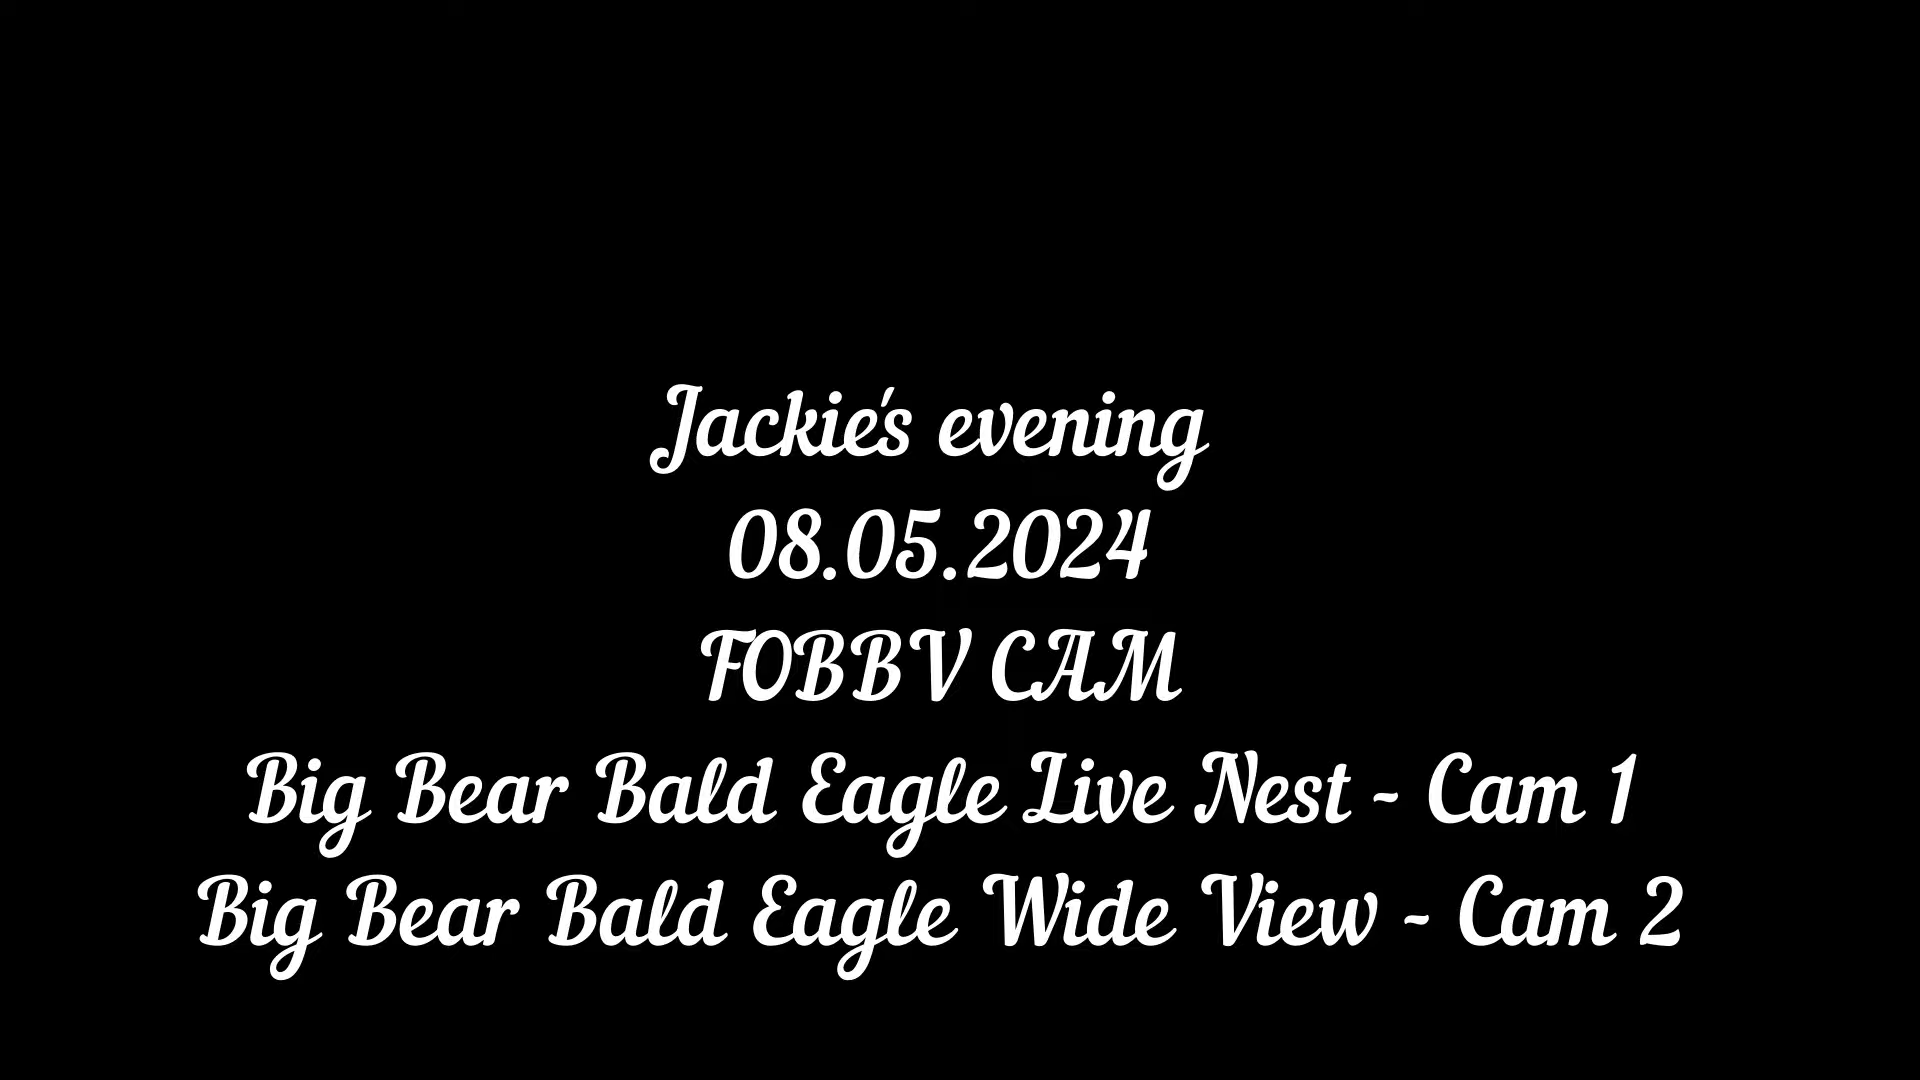 Jackie's evening
08.05.2024
FOBBV CAM
Big Bear Bald Eagle Live Nest - Cam 1
Big Bear Bald Eagle Wide View - Cam 2